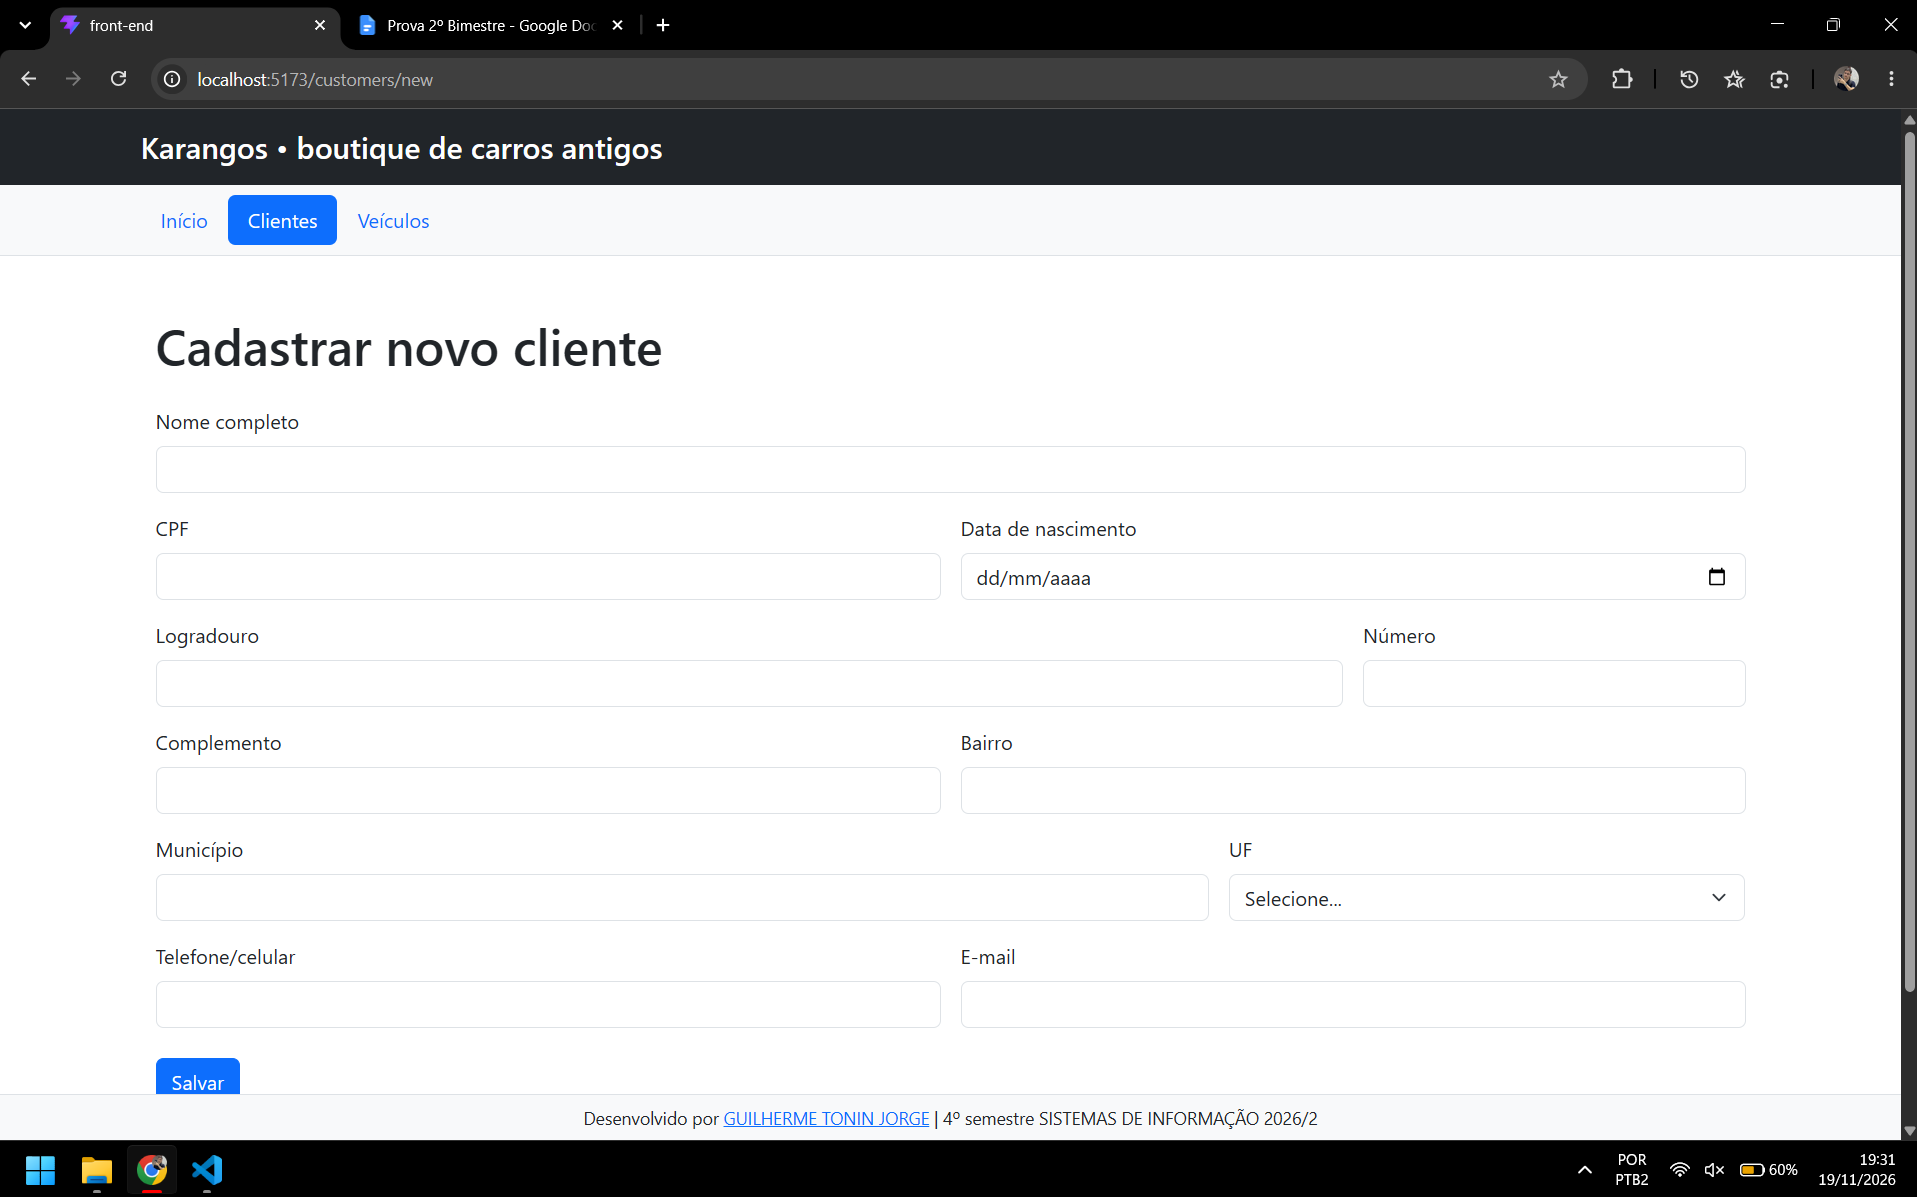 front-end
Prova 2º Bimestre - Google Do
localhost:5173/customers/new
Karangos • boutique de carros antigos
Início
Clientes
Veículos
Cadastrar novo cliente
Nome completo
CPF
Data de nascimento
dd/mm/aaaa
Logradouro
Número
Complemento
Bairro
Município
UF
Selecione...
Telefone/celular
E-mail
Salvar
Desenvolvido por GUILHERME TONIN JORGE | 4º semestre SISTEMAS DE INFORMAÇÃO 2026/2
POR
PTB2
60%
19:31
19/11/2026